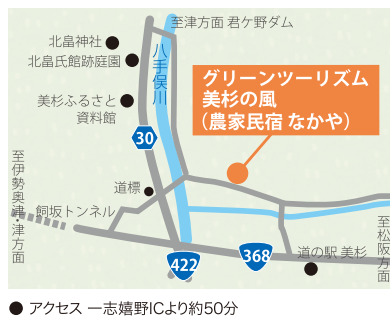 至津方面 君ケ野ダム
北畠神社
北畠氏館跡庭園
八手俣川
グリーンツーリズム
美杉の風
（農家民宿 なかや）
美杉ふるさと
資料館
30
至伊勢奥津・津方面
道標
飼坂トンネル
至松阪方面
422
368
道の駅 美杉
● アクセス 一志嬉野ICより約50分